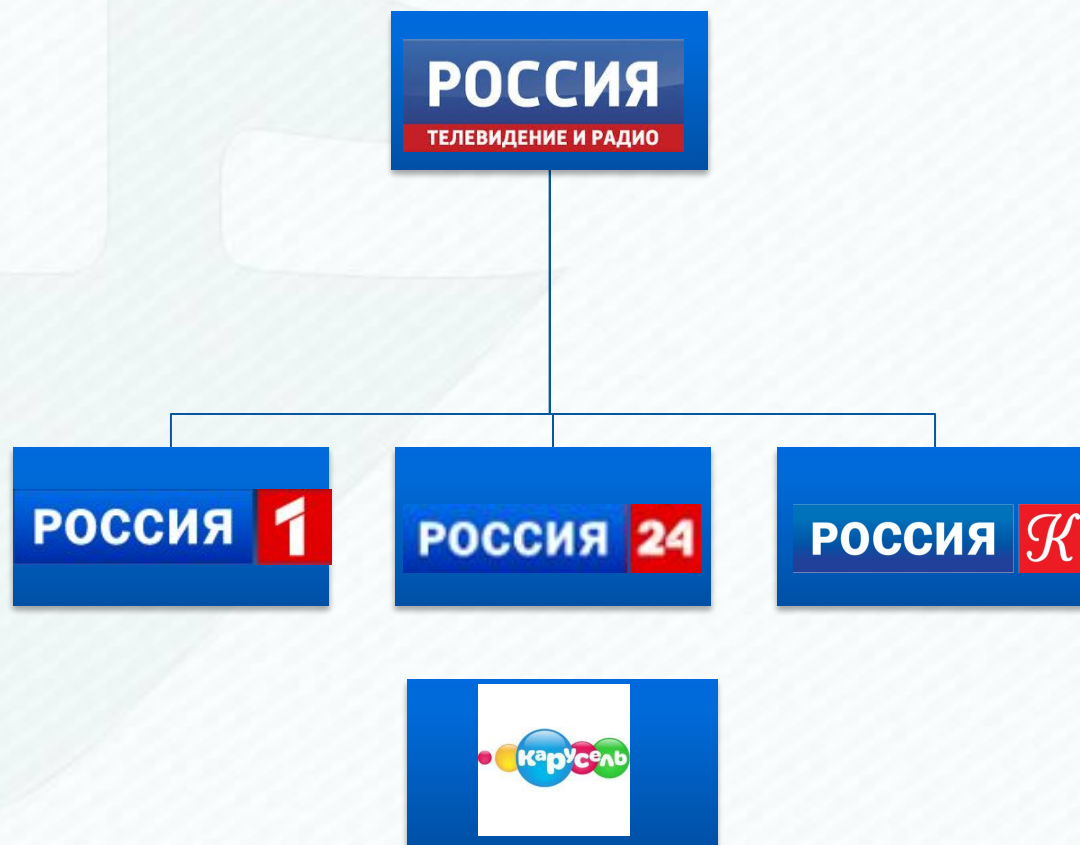 РОССИЯ
ТЕЛЕВИДЕНИЕ И РАДИО
РОССИЯ 1
РОССИЯ 24
РОССИЯ К
Карусель